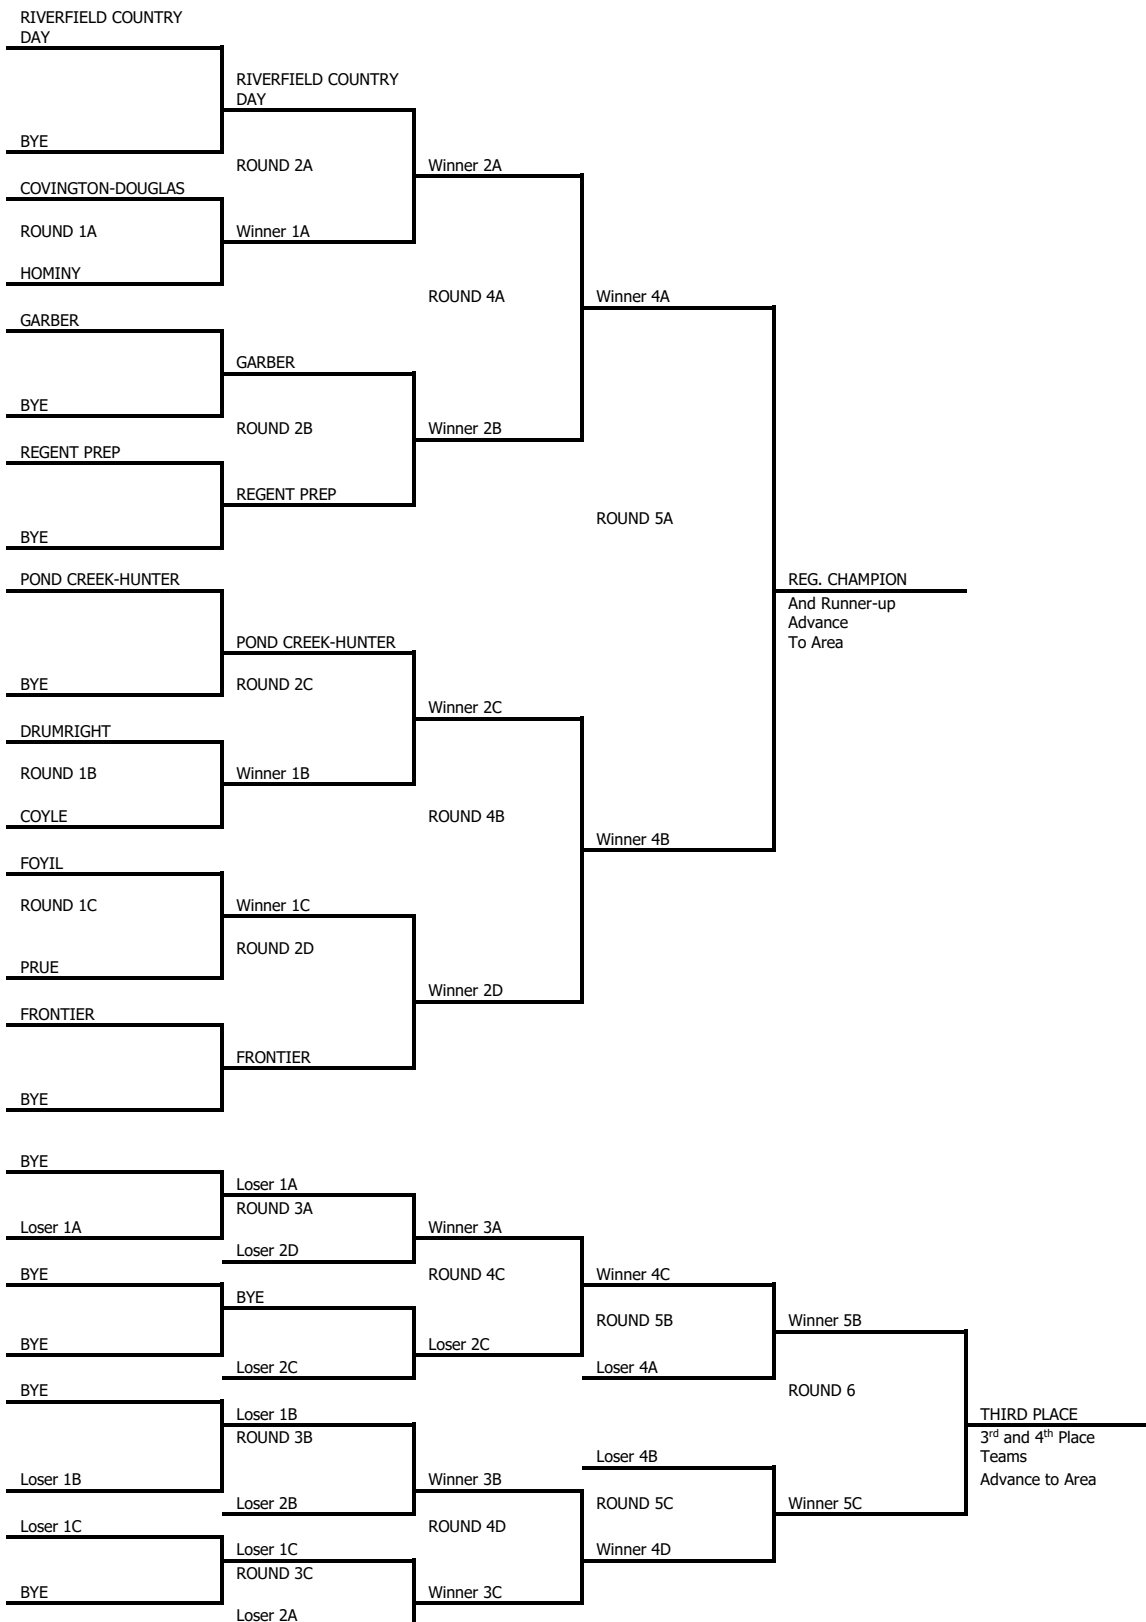 RIVERFIELD COUNTRY
DAY
RIVERFIELD COUNTRY
DAY
BYE
ROUND 2A
Winner 2A
COVINGTON-DOUGLAS
ROUND 1A
Winner 1A
HOMINY
ROUND 4A
Winner 4A
GARBER
GARBER
BYE
ROUND 2B
Winner 2B
REGENT PREP
REGENT PREP
ROUND 5A
BYE
POND CREEK-HUNTER
REG. CHAMPION
And Runner-up
Advance
To Area
POND CREEK-HUNTER
BYE
ROUND 2C
Winner 2C
DRUMRIGHT
ROUND 1B
Winner 1B
COYLE
ROUND 4B
Winner 4B
FOYIL
ROUND 1C
Winner 1C
ROUND 2D
PRUE
Winner 2D
FRONTIER
FRONTIER
BYE
BYE
Loser 1A
ROUND 3A
Loser 1A
Winner 3A
Loser 2D
BYE
ROUND 4C
Winner 4C
BYE
ROUND 5B
Winner 5B
BYE
Loser 2C
Loser 2C
Loser 4A
BYE
ROUND 6
Loser 1B
THIRD PLACE
ROUND 3B
3rd and 4th Place
Teams
Loser 4B
Loser 1B
Winner 3B
Advance to Area
Loser 2B
ROUND 5C
Winner 5C
Loser 1C
ROUND 4D
Loser 1C
Winner 4D
ROUND 3C
BYE
Winner 3C
Loser 2A